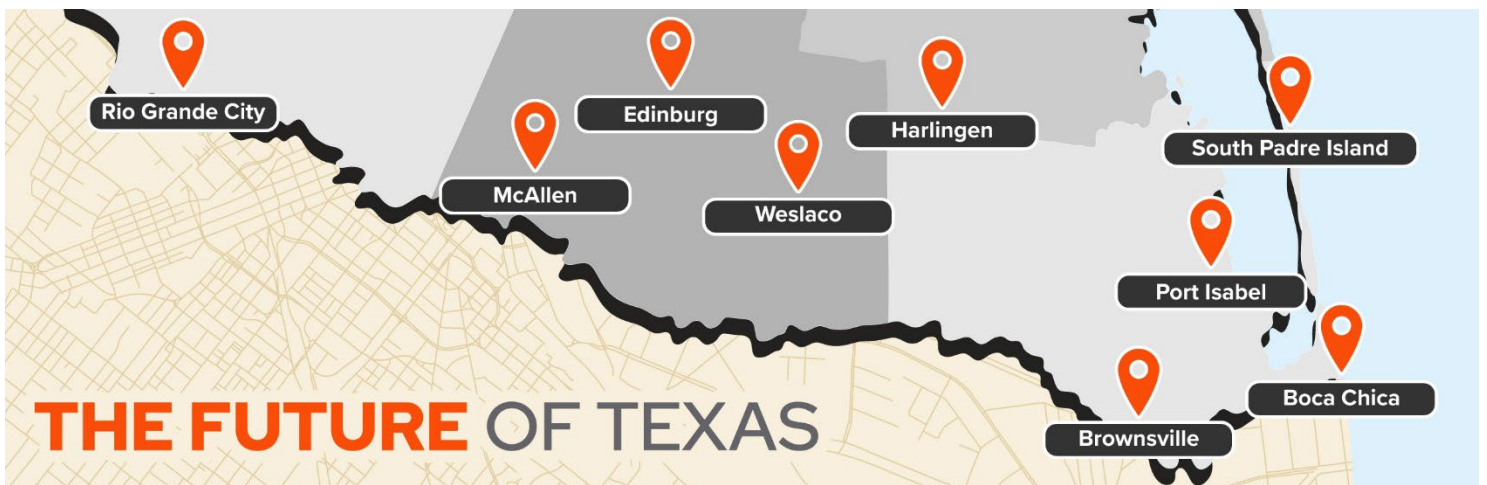 Rio Grande City
Edinburg
Harlingen
South Padre Island
McAllen
Weslaco
Port Isabel
Boca Chica
Brownsville
THE FUTURE OF TEXAS